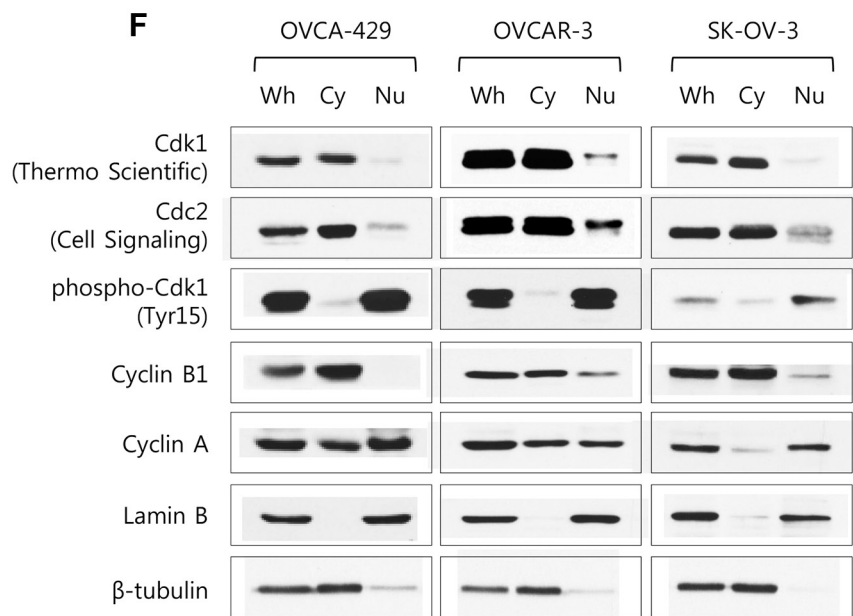 F
OVCA-429 OVCAR-3 SK-OV-3
Wh Cy Nu Wh Cy Nu Wh Cy Nu
Cdk1
(Thermo Scientific)
Cdc2
(Cell Signaling)
phospho-Cdk1
(Tyr15)
Cyclin B1
Cyclin A
Lamin B
β-tubulin